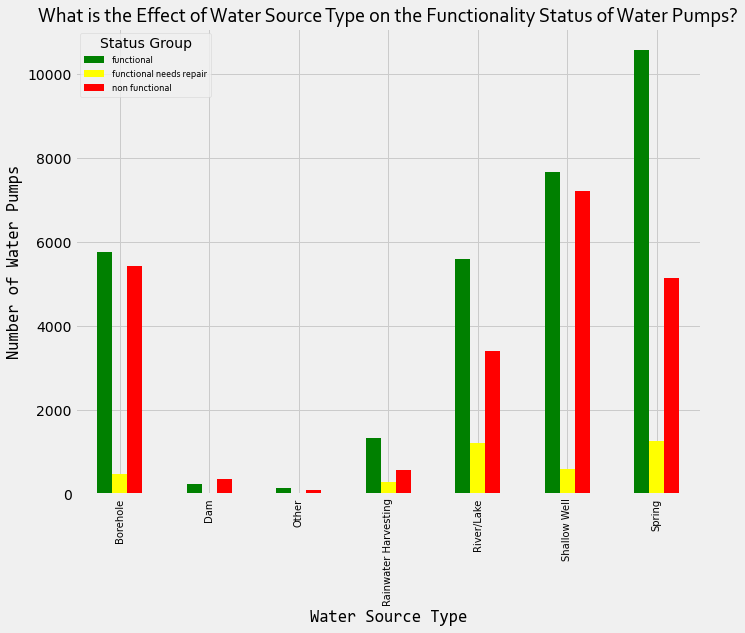 What is the Effect of Water Source Type on the Functionality Status of Water Pumps?
Status Group
functional
functional needs repair
non functional
Number of Water Pumps
10000
8000
6000
4000
2000
0
Borehole
Dam
Other
Rainwater Harvesting
River/Lake
Shallow Well
Spring
Water Source Type